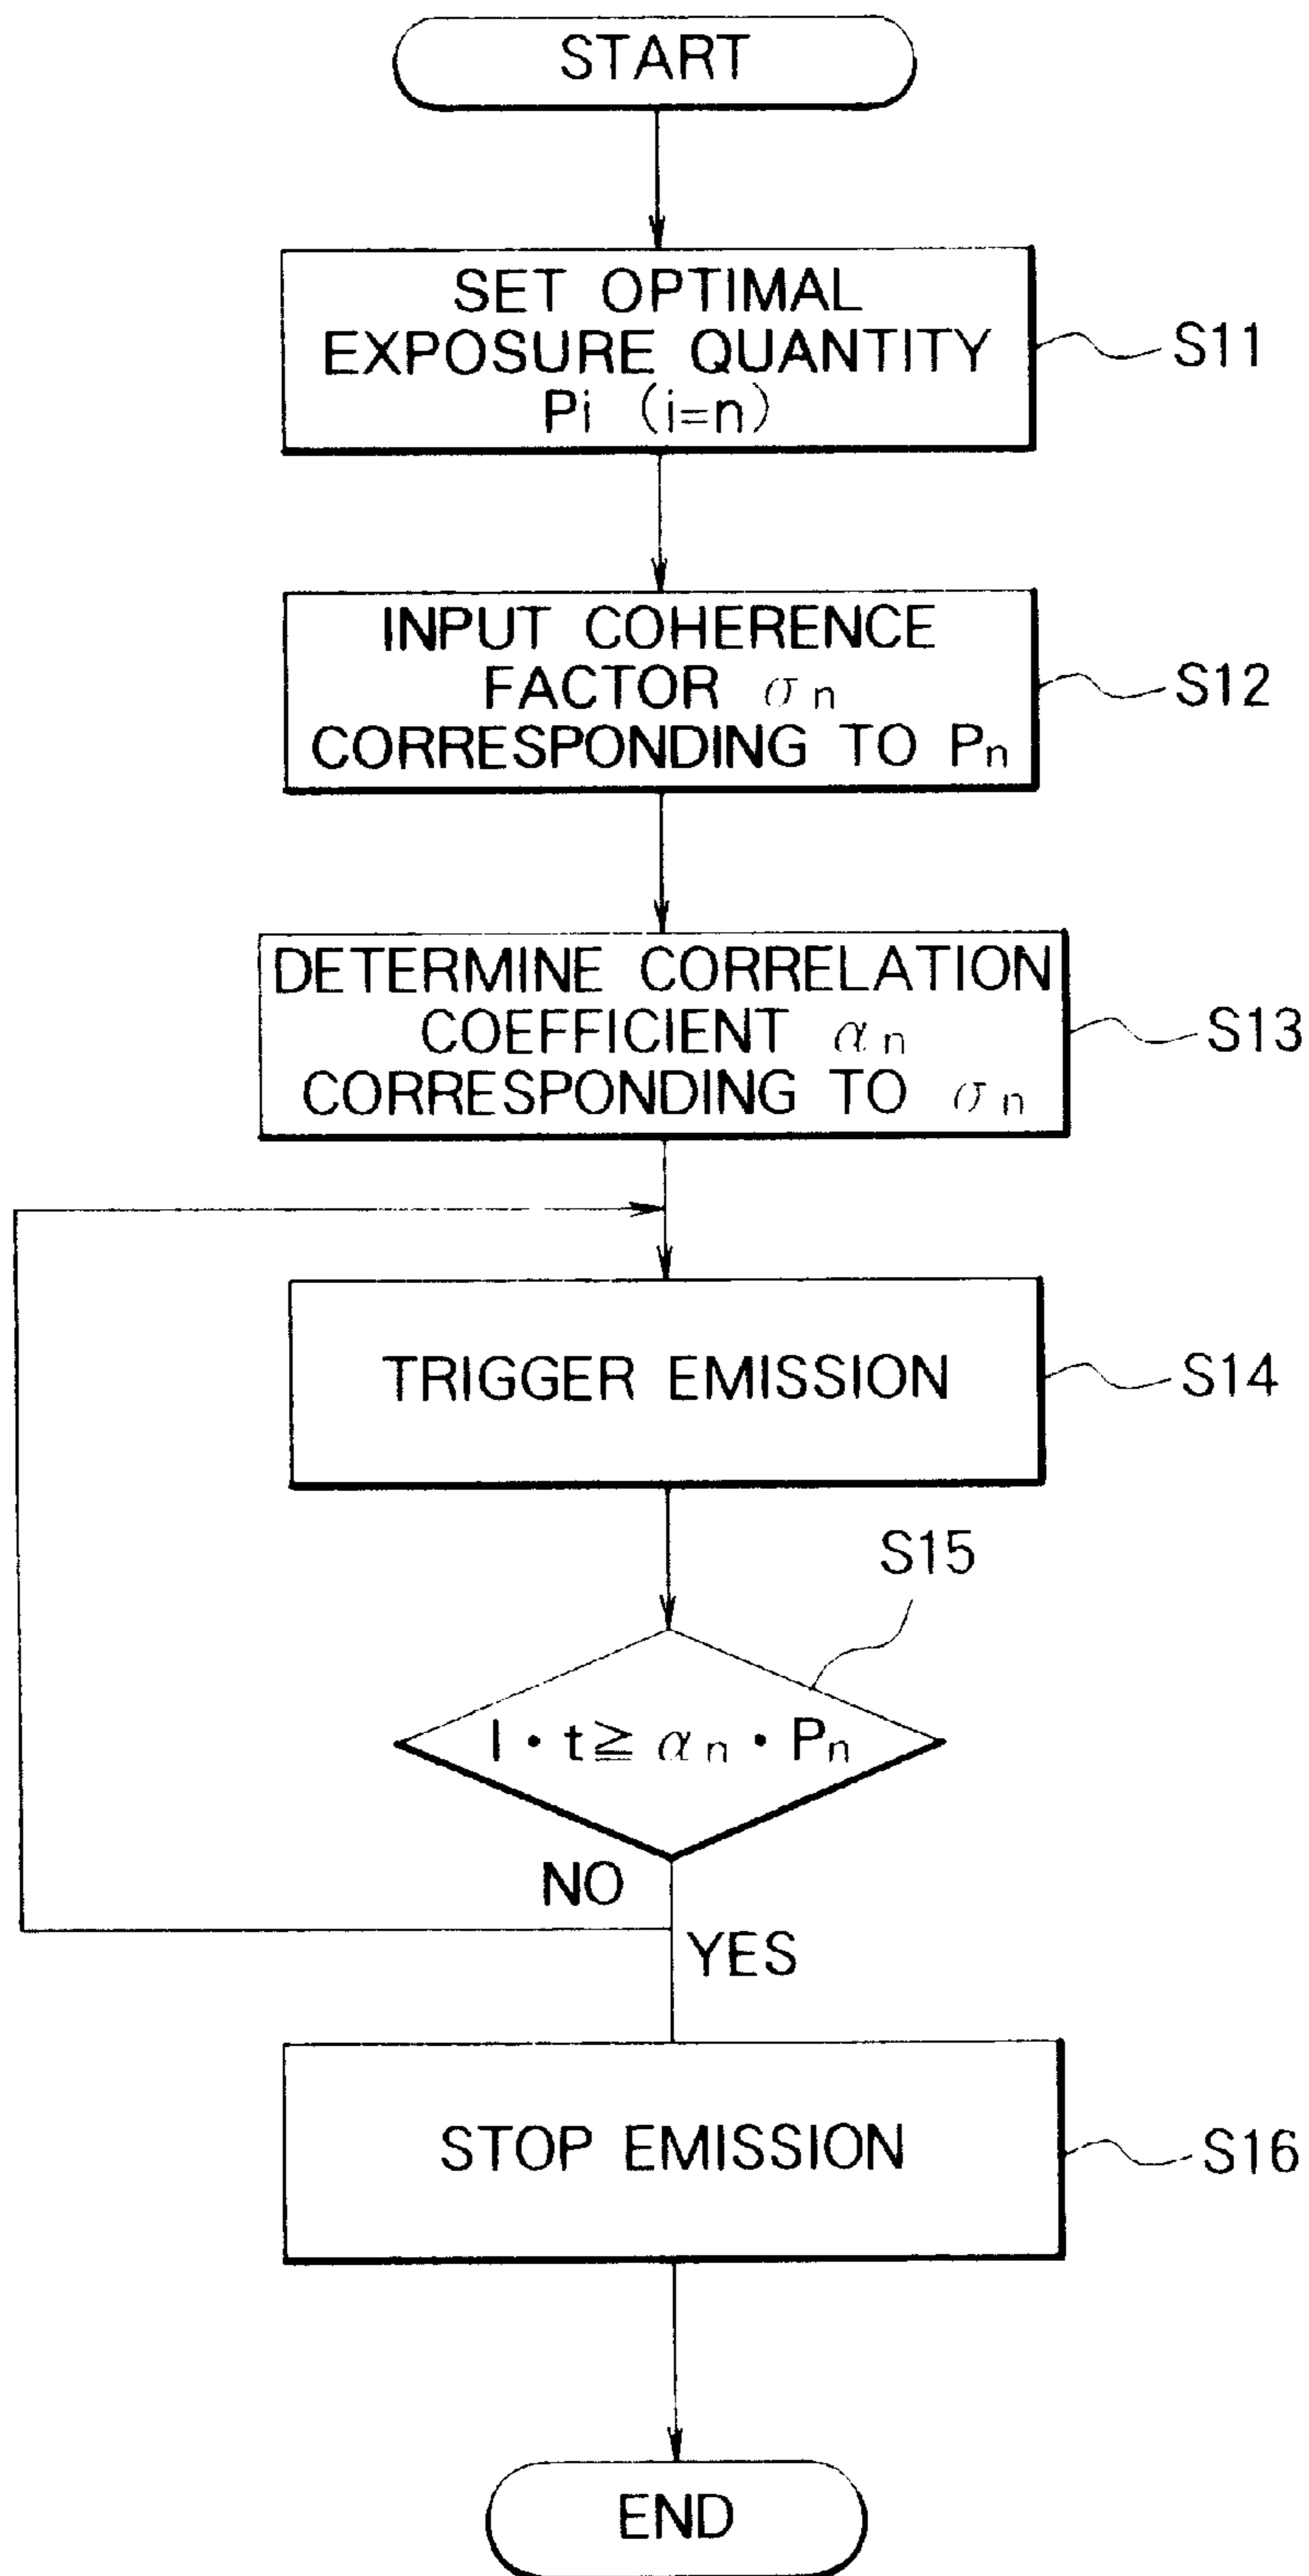 START
SET OPTIMAL
EXPOSURE QUANTITY
Pi (i=n)
S11
INPUT COHERENCE
FACTOR σn
CORRESPONDING TO Pn
S12
DETERMINE CORRELATION
COEFFICIENT αn
CORRESPONDING TO σn
S13
TRIGGER EMISSION
S14
S15
I・t≧αn・Pn
NO
YES
STOP EMISSION
S16
END